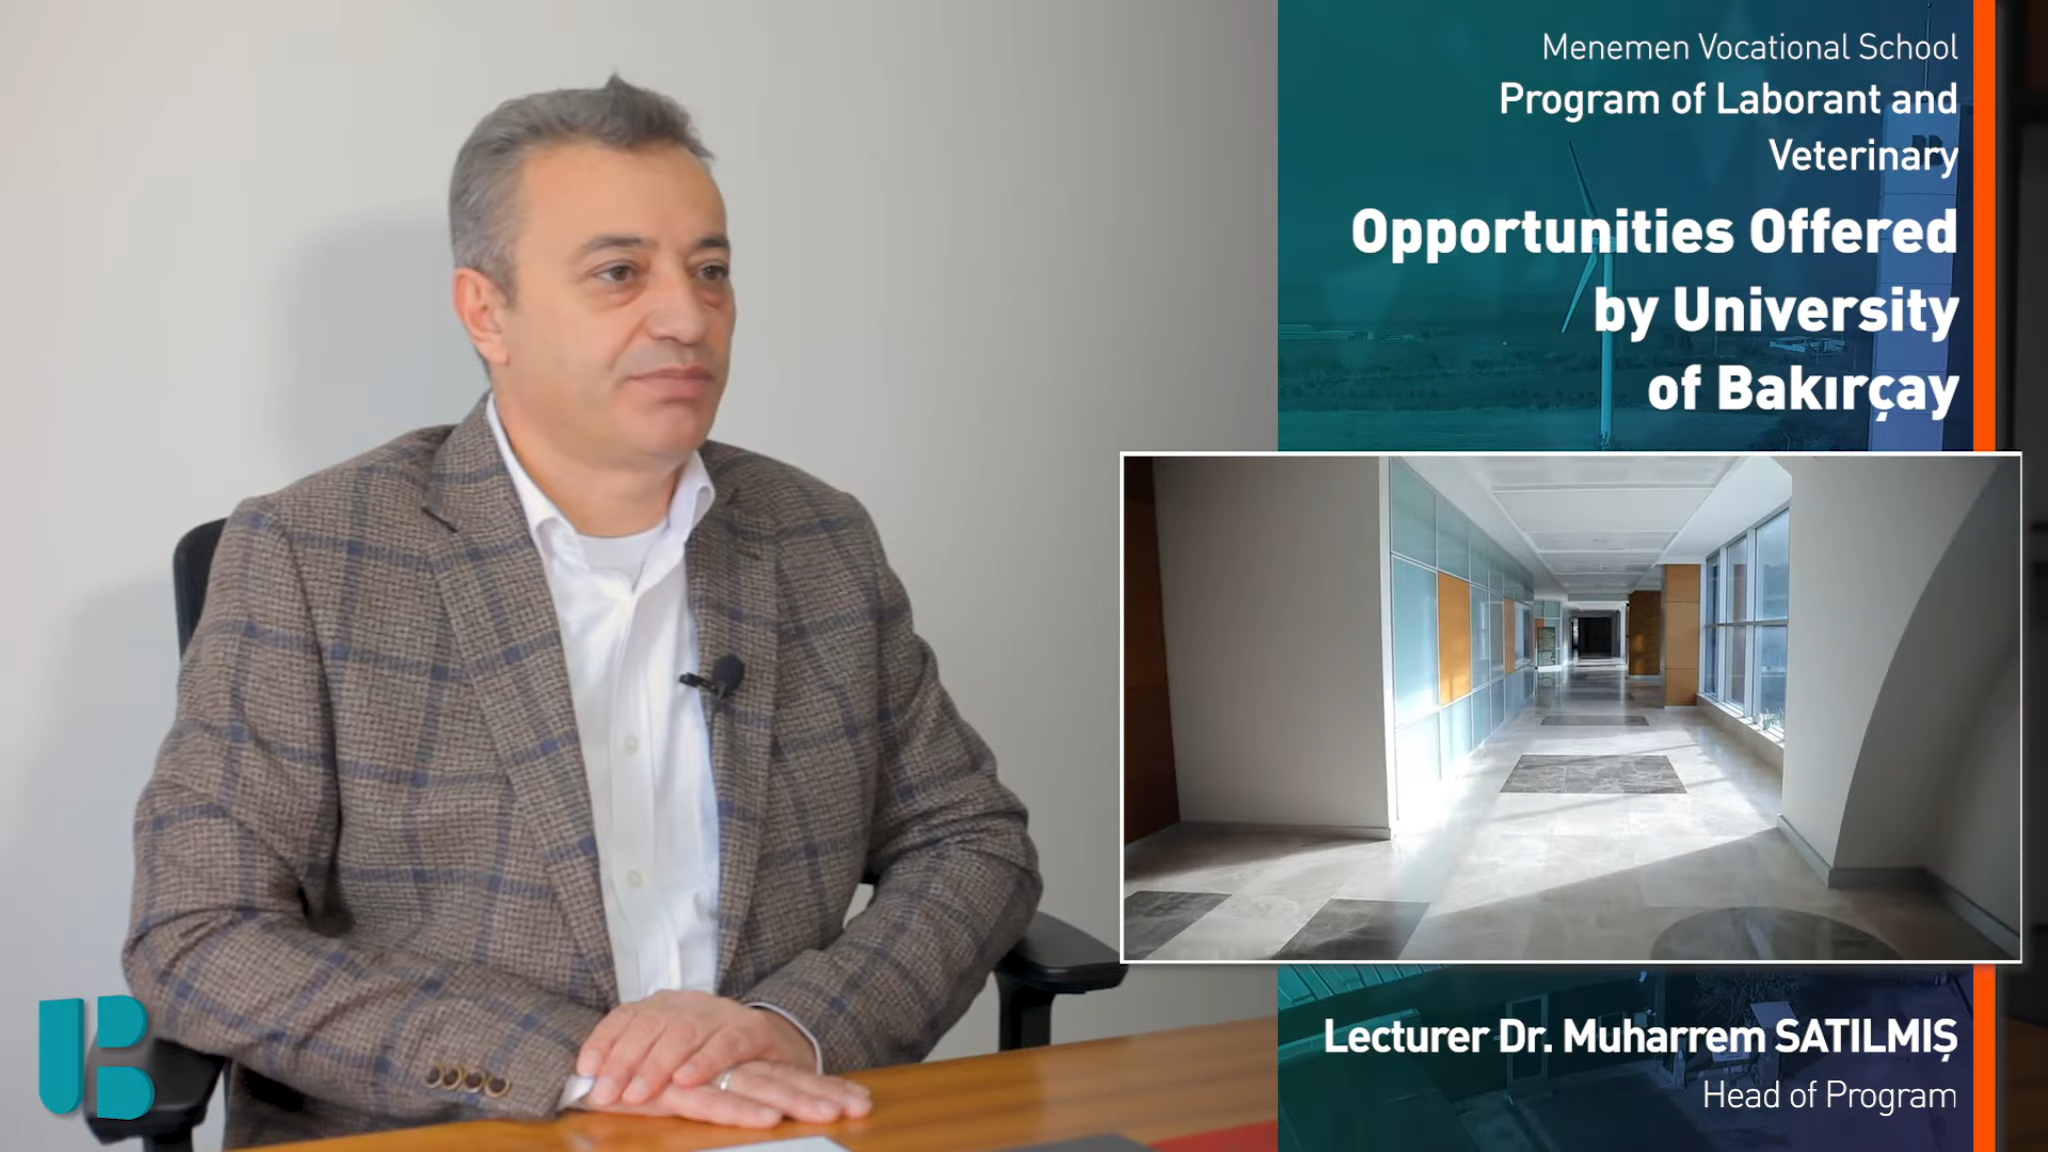 Menemen Vocational School
Program of Laborant and
Veterinary
Opportunities Offered
by University
of Bakırçay
Lecturer Dr. Muharrem SATILMIŞ
Head of Program